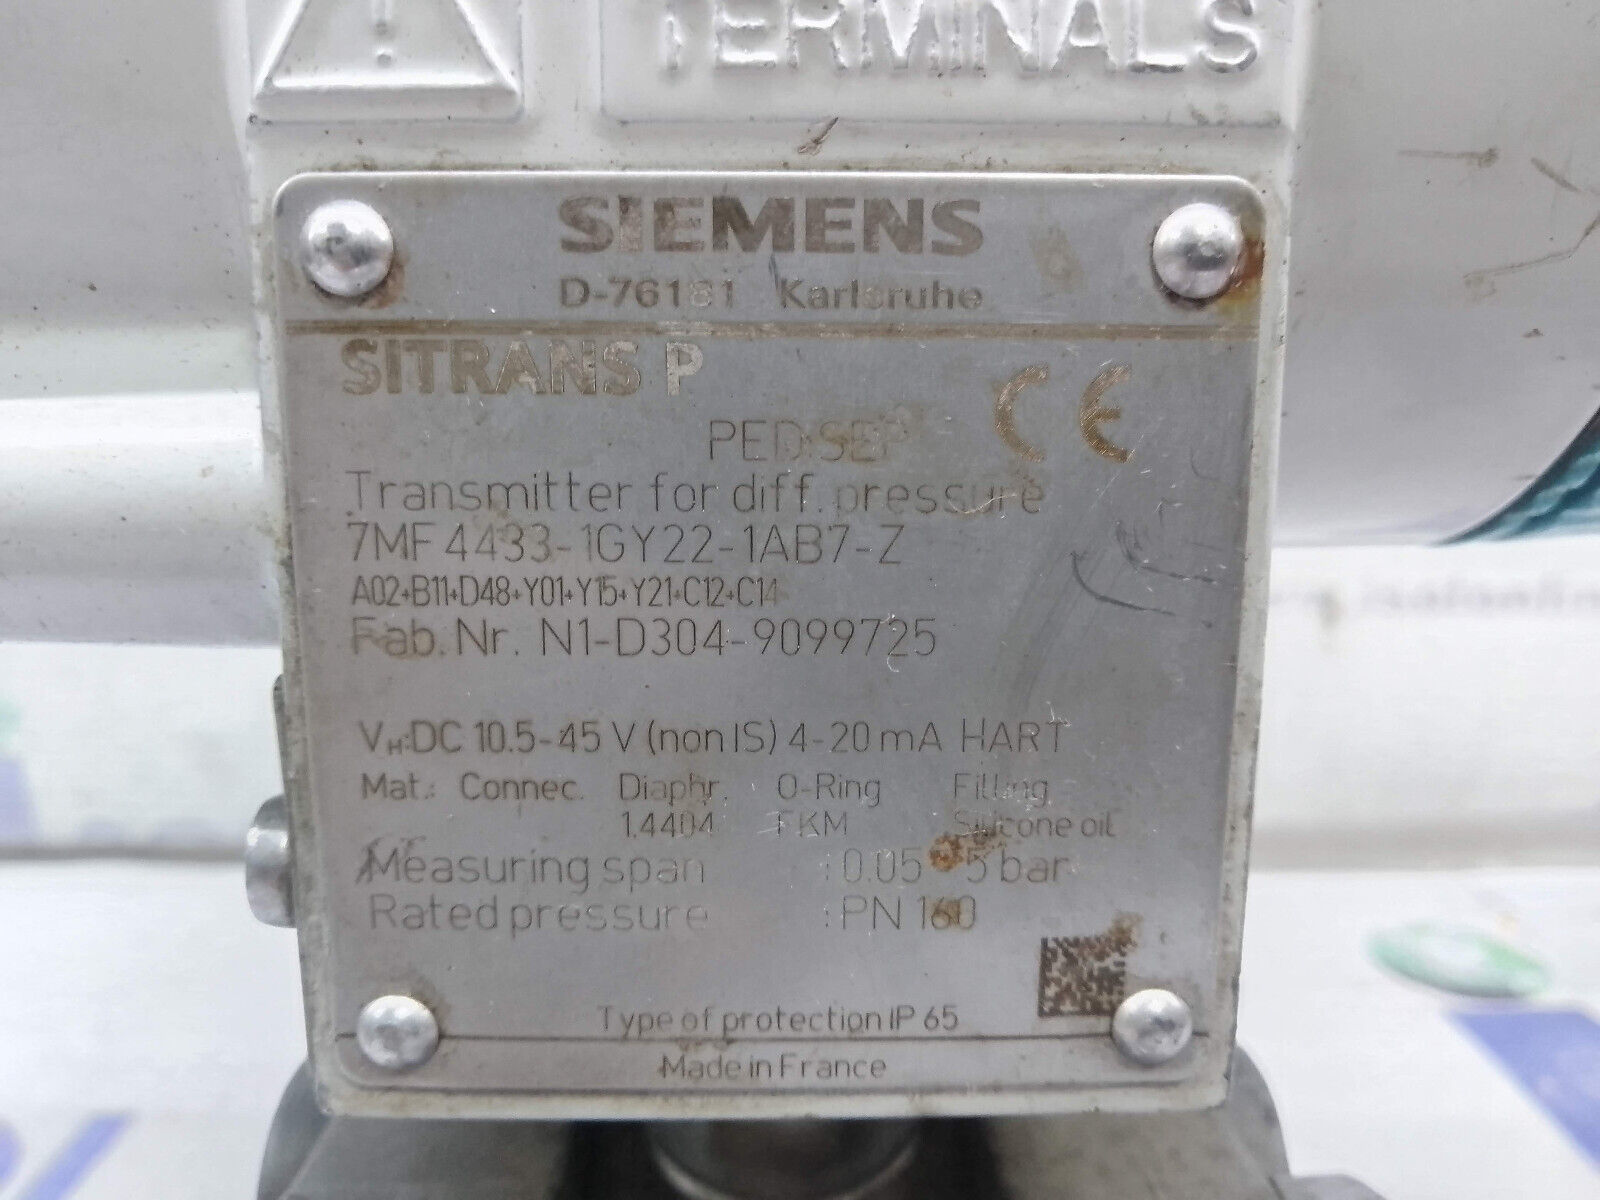 TERMINALS
SIEMENS
D-76181 Karlsruhe
SITRANS P
CE
PED:SEP
Transmitter for diff. pressure
7MF4433-1GY22-1AB7-Z
A02+B11+D48+Y01+Y15+Y21+C12+C14
Fab. Nr. N1-D304-9099725
VH:DC 10.5-45 V (non IS) 4-20 mA HART
Mat.: Connec. Diaphr. O-Ring Filling
1.4404 FKM Silicone oil
Measuring span : 0.05 - 5 bar
Rated pressure : PN 160
Type of protection IP 65
Made in France